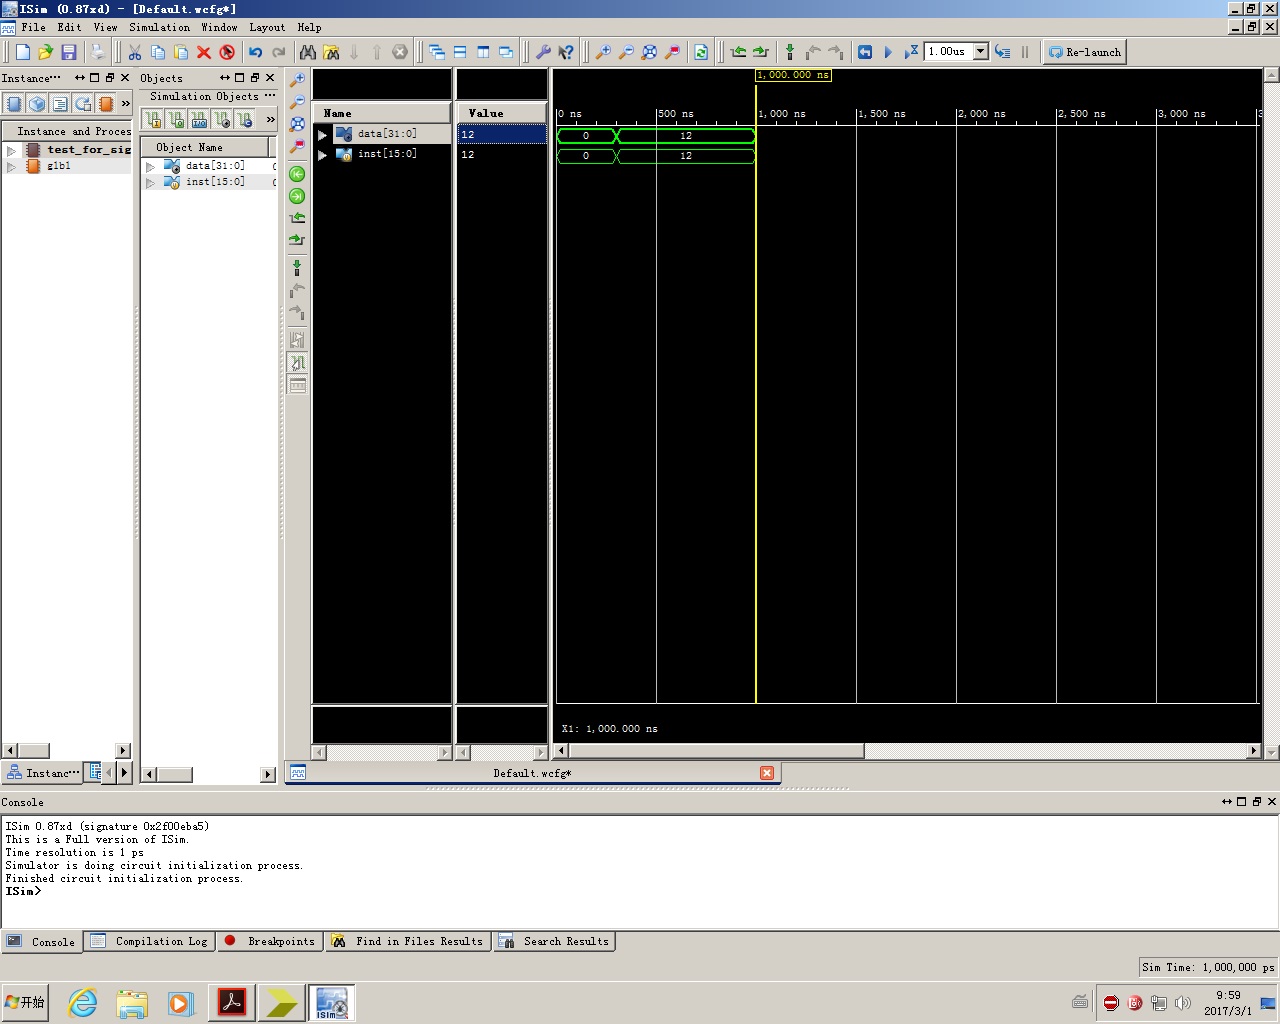 ISim (0.87xd) - [Default.wcfg*]
File Edit View Simulation Window Layout Help
1.00us Re-launch
Instance··· Objects
Simulation Objects ···
Instance and Proces
test_for_sig
glbl
Object Name
data[31:0]
inst[15:0]
Name Value
data[31:0] 12
inst[15:0] 12
1,000.000 ns
0 ns 500 ns 1,000 ns 1,500 ns 2,000 ns 2,500 ns 3,000 ns
0 12
0 12
X1: 1,000.000 ns
Instanc···
Default.wcfg*
Console
ISim 0.87xd (signature 0x2f00eba5)
This is a Full version of ISim.
Time resolution is 1 ps
Simulator is doing circuit initialization process.
Finished circuit initialization process.
ISim>
Console Compilation Log Breakpoints Find in Files Results Search Results
Sim Time: 1,000,000 ps
开始
ISim
9:59
2017/3/1